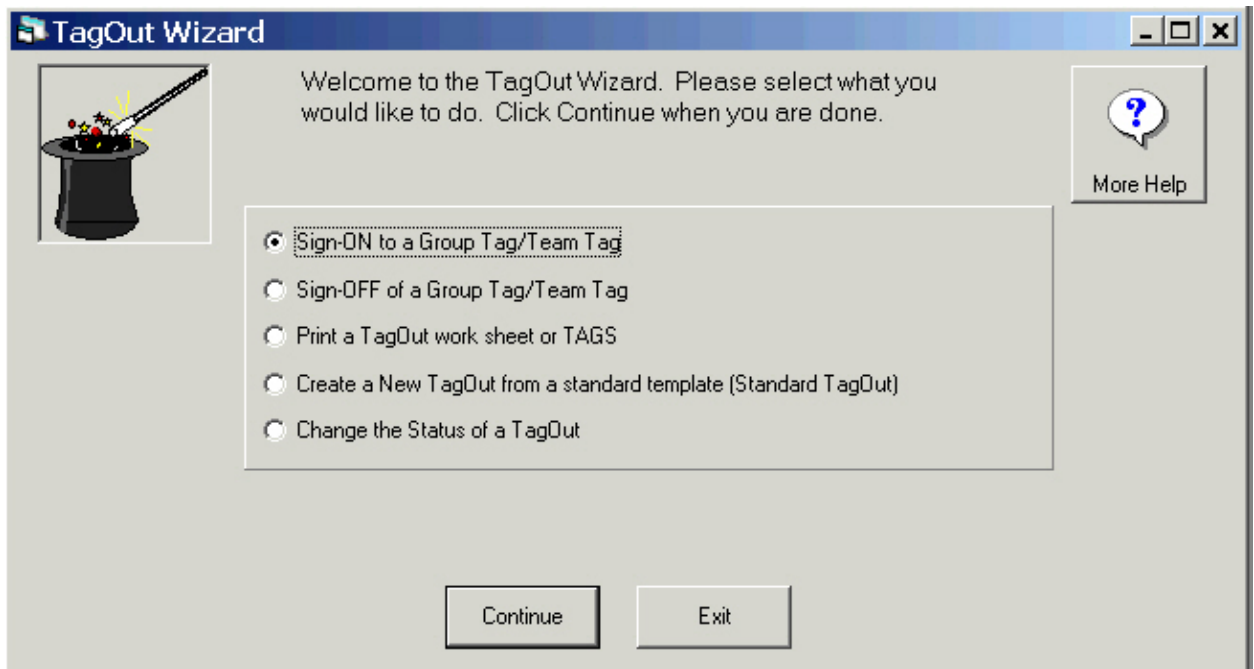 TagOut Wizard
Welcome to the TagOut Wizard. Please select what you
would like to do. Click Continue when you are done.
?
More Help
Sign-ON to a Group Tag/Team Tag
Sign-OFF of a Group Tag/Team Tag
Print a TagOut work sheet or TAGS
Create a New TagOut from a standard template (Standard TagOut)
Change the Status of a TagOut
Continue
Exit